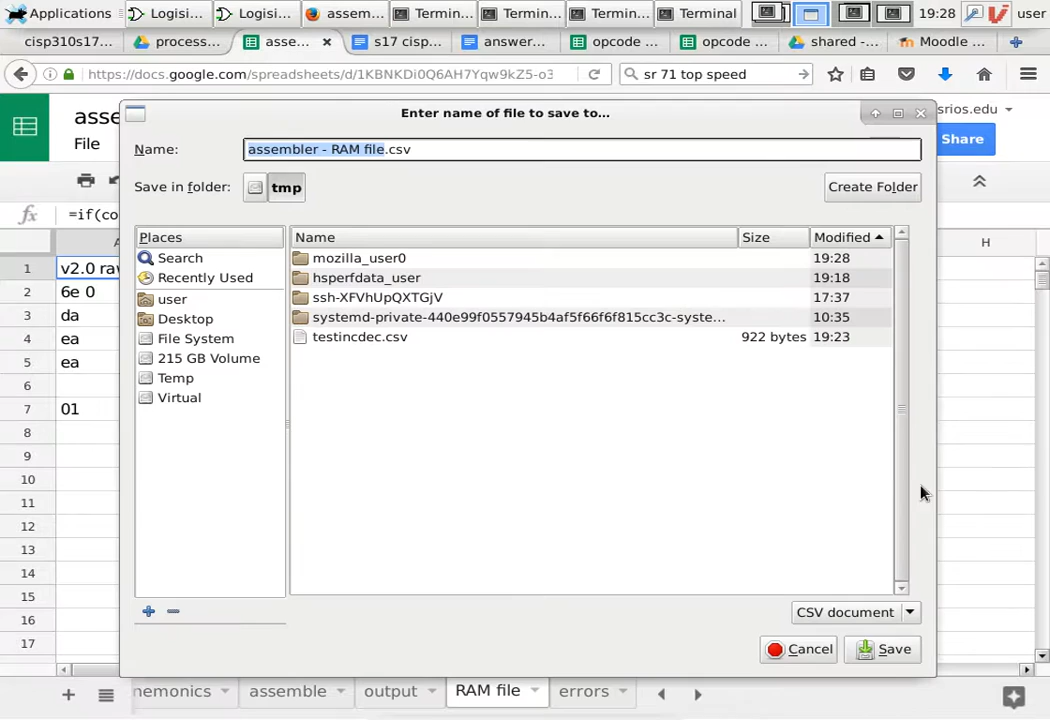 Applications Logisi... Logisi... assem... Termin... Termin... Termin... Terminal 19:28 user
cisp310s17... process... asse... s17 cisp... answer... opcode ... opcode ... shared -... Moodle ...
https://docs.google.com/spreadsheets/d/1KBNKDi0Q6AH7Yqw9kZ5-o3 sr 71 top speed
asse srios.edu
File Share
Enter name of file to save to...
Name: assembler - RAM file.csv
Save in folder: tmp Create Folder
fx =if(co
A H
Places Name Size Modified
1 v2.0 ra
2 6e 0
3 da
4 ea
5 ea
6
7 01
8
9
10
11
12
13
14
15
16
17
Search
Recently Used
user
Desktop
File System
215 GB Volume
Temp
Virtual
mozilla_user0 19:28
hsperfdata_user 19:18
ssh-XFVhUpQXTGjV 17:37
systemd-private-440e99f0557945b4af5f66f6f815cc3c-syste... 10:35
testincdec.csv 922 bytes 19:23
CSV document
Cancel Save
nemonics assemble output RAM file errors